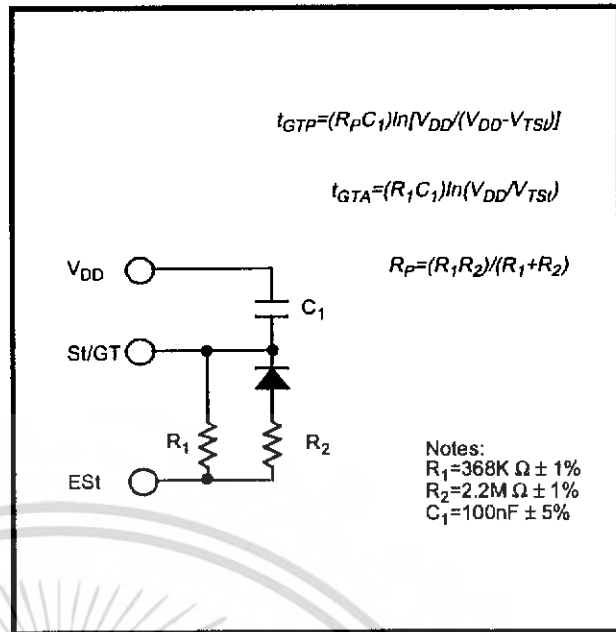 t_GTP=(R_PC_1)ln[V_DD/(V_DD-V_TSt)]
t_GTA=(R_1C_1)ln(V_DD/V_TSt)
R_P=(R_1R_2)/(R_1+R_2)
V_DD
C_1
St/GT
R_1
R_2
ESt
Notes:
R_1=368K Ω ± 1%
R_2=2.2M Ω ± 1%
C_1=100nF ± 5%